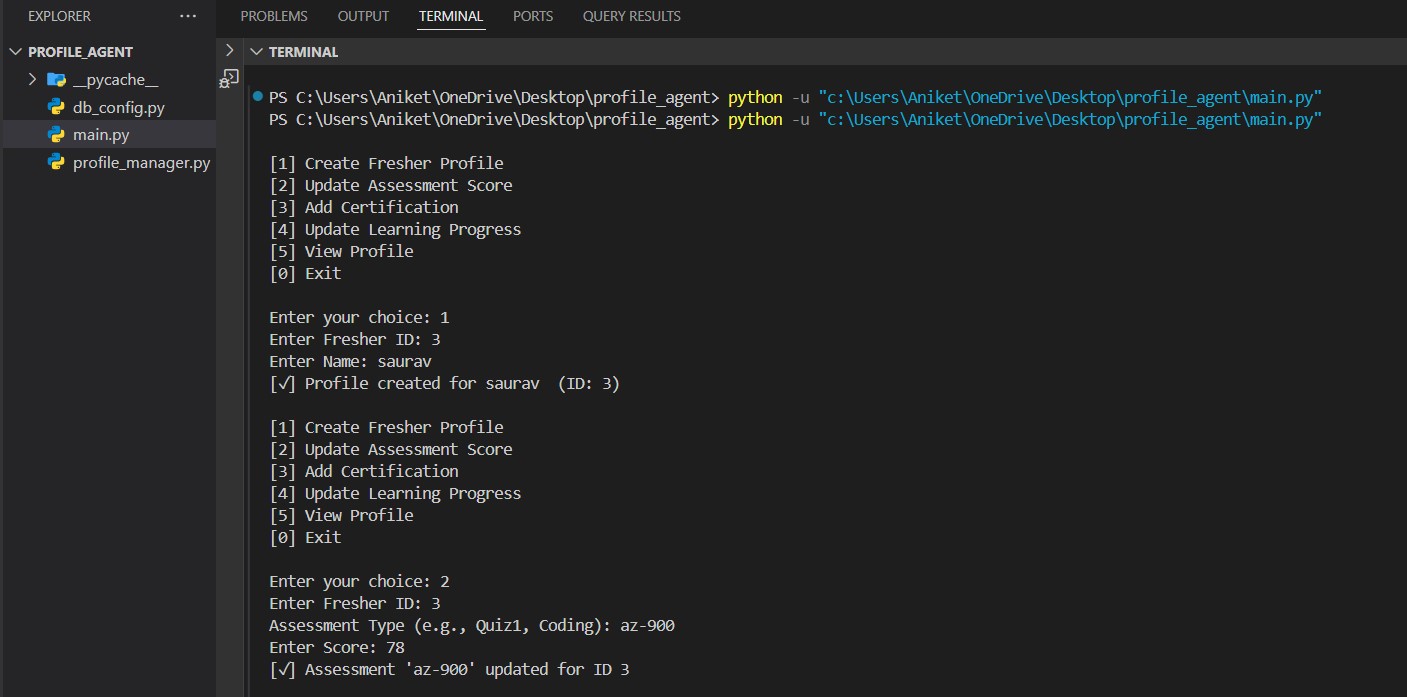 EXPLORER
PROFILE_AGENT
__pycache__
db_config.py
main.py
profile_manager.py
PROBLEMS OUTPUT TERMINAL PORTS QUERY RESULTS
TERMINAL
PS C:\Users\Aniket\OneDrive\Desktop\profile_agent> python -u "c:\Users\Aniket\OneDrive\Desktop\profile_agent\main.py"
PS C:\Users\Aniket\OneDrive\Desktop\profile_agent> python -u "c:\Users\Aniket\OneDrive\Desktop\profile_agent\main.py"
[1] Create Fresher Profile
[2] Update Assessment Score
[3] Add Certification
[4] Update Learning Progress
[5] View Profile
[0] Exit
Enter your choice: 1
Enter Fresher ID: 3
Enter Name: saurav
[√] Profile created for saurav  (ID: 3)
[1] Create Fresher Profile
[2] Update Assessment Score
[3] Add Certification
[4] Update Learning Progress
[5] View Profile
[0] Exit
Enter your choice: 2
Enter Fresher ID: 3
Assessment Type (e.g., Quiz1, Coding): az-900
Enter Score: 78
[√] Assessment 'az-900' updated for ID 3